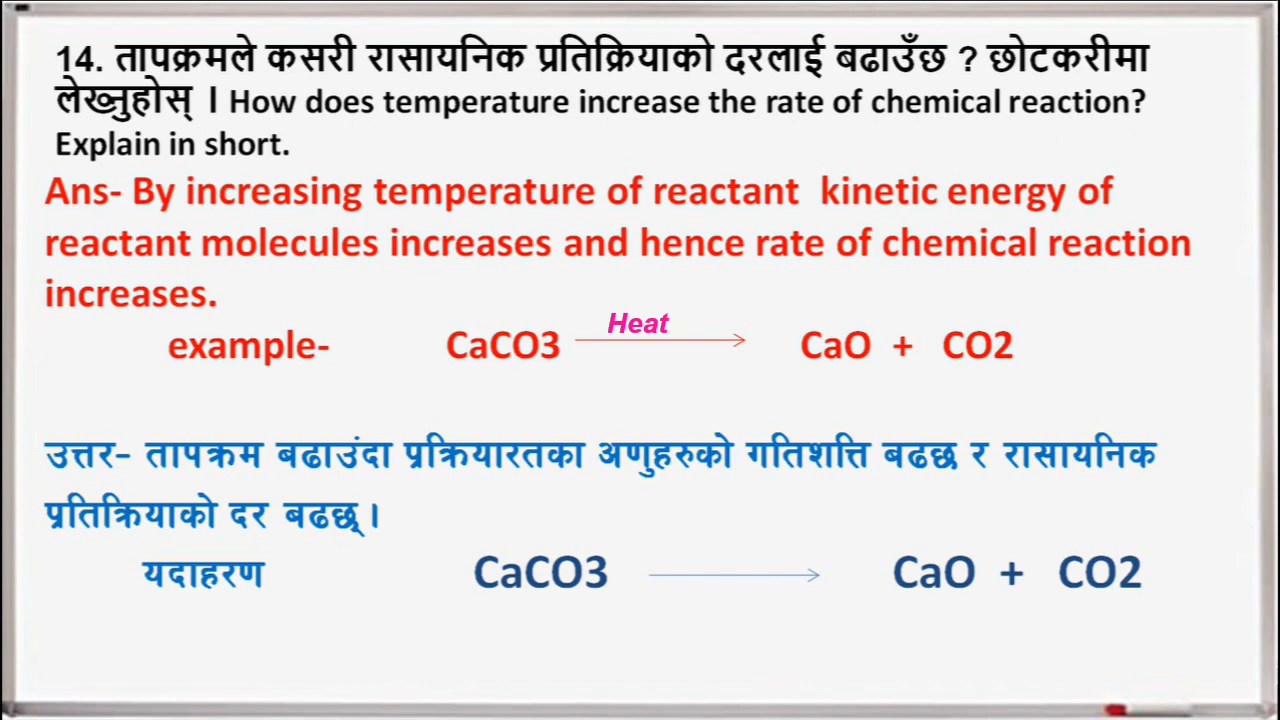 14. तापक्रमले कसरी रासायनिक प्रतिक्रियाको दरलाई बढाउँछ ? छोटकरीमा
लेख्नुहोस् । How does temperature increase the rate of chemical reaction?
Explain in short.
Ans- By increasing temperature of reactant kinetic energy of
reactant molecules increases and hence rate of chemical reaction
increases.
Heat
example- CaCO3 CaO + CO2
उत्तर– तापक्रम बढाउंदा प्रक्रियारतका अणुहरुको गतिशत्ति बढछ र रासायनिक
प्रतिक्रियाको दर बढछ् ।
यदाहरण CaCO3 CaO + CO2